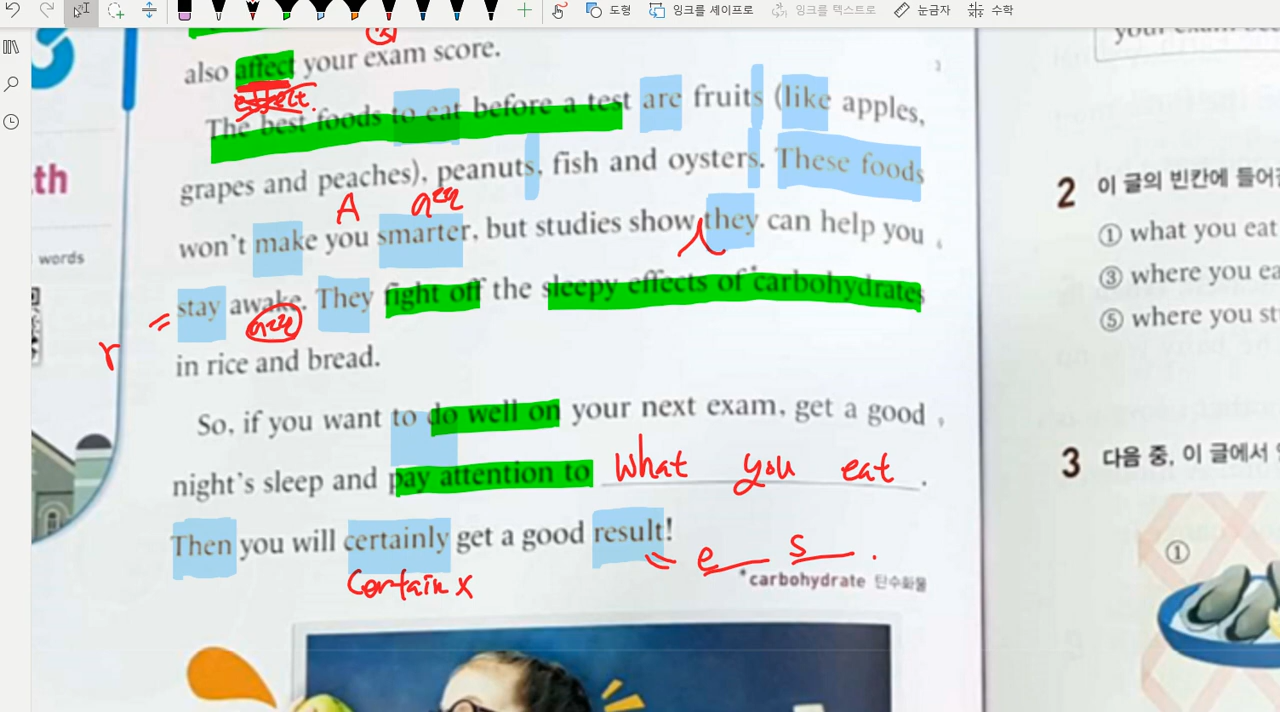 도형 잉크를 셰이프로 잉크를 텍스트로 눈금자 수학
also affect your exam score.
effect.
The best foods to eat before a test are fruits (like apples,
grapes and peaches), peanuts, fish and oysters. These foods
A
won't make you smarter, but studies show they can help you
stay awake. They fight off the sleepy effects of *carbohydrates
in rice and bread.
r
So, if you want to do well on your next exam, get a good
night's sleep and pay attention to what you eat.
Then you will certainly get a good result!
= e s .
certain x
*carbohydrate 탄수화물
th
words
2 이 글의 빈칸에
① what you eat
③ where you
⑤ where you
3 다음 중, 이 글에서
①